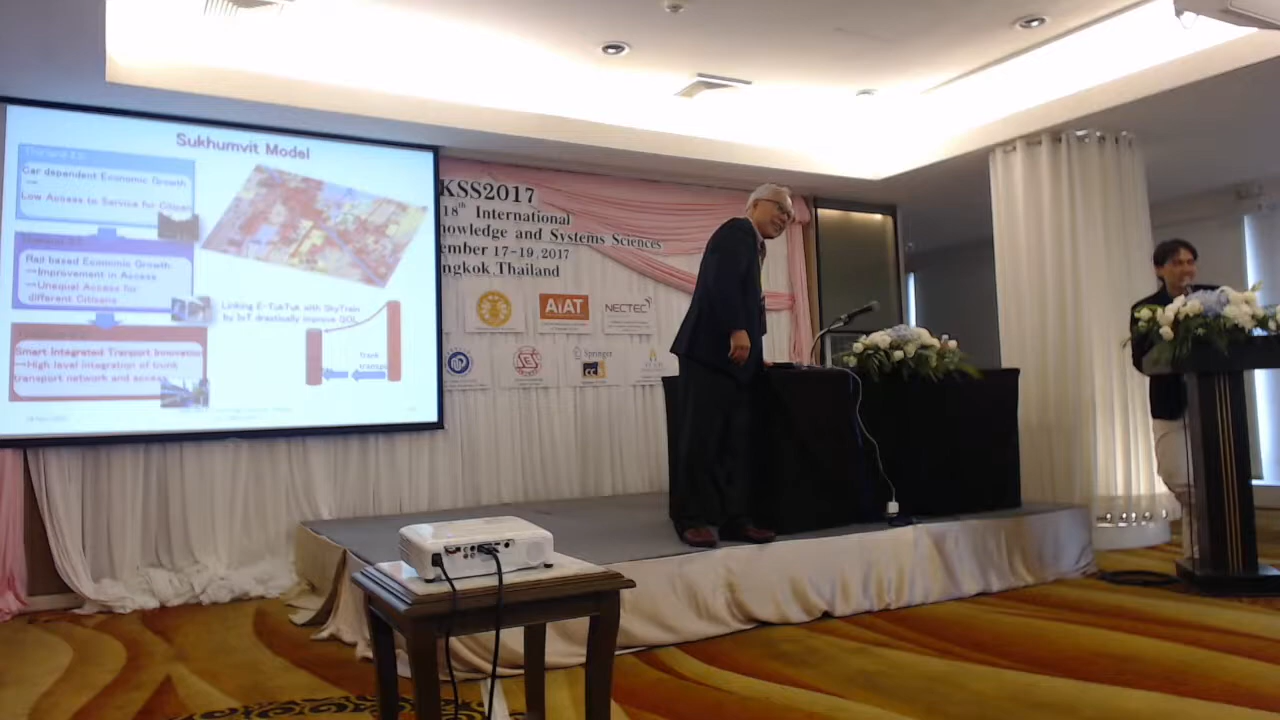 Sukhumvit Model
Car dependent Economic Growth
Low Access to Service for Citizen
Rail based Economic Growth
Improvement in Access
Unequal Access for
different Citizens
Smart Integrated Transport Innovation
High level integration of trunk
transport network and access
Linking E-TukTuk with SkyTrain
by IoT drastically improve QOL
Trunk
transpo
KSS2017
18th International
nowledge and Systems Sciences
ember 17-19, 2017
ngkok, Thailand
AIAT
NECTEC
Springer